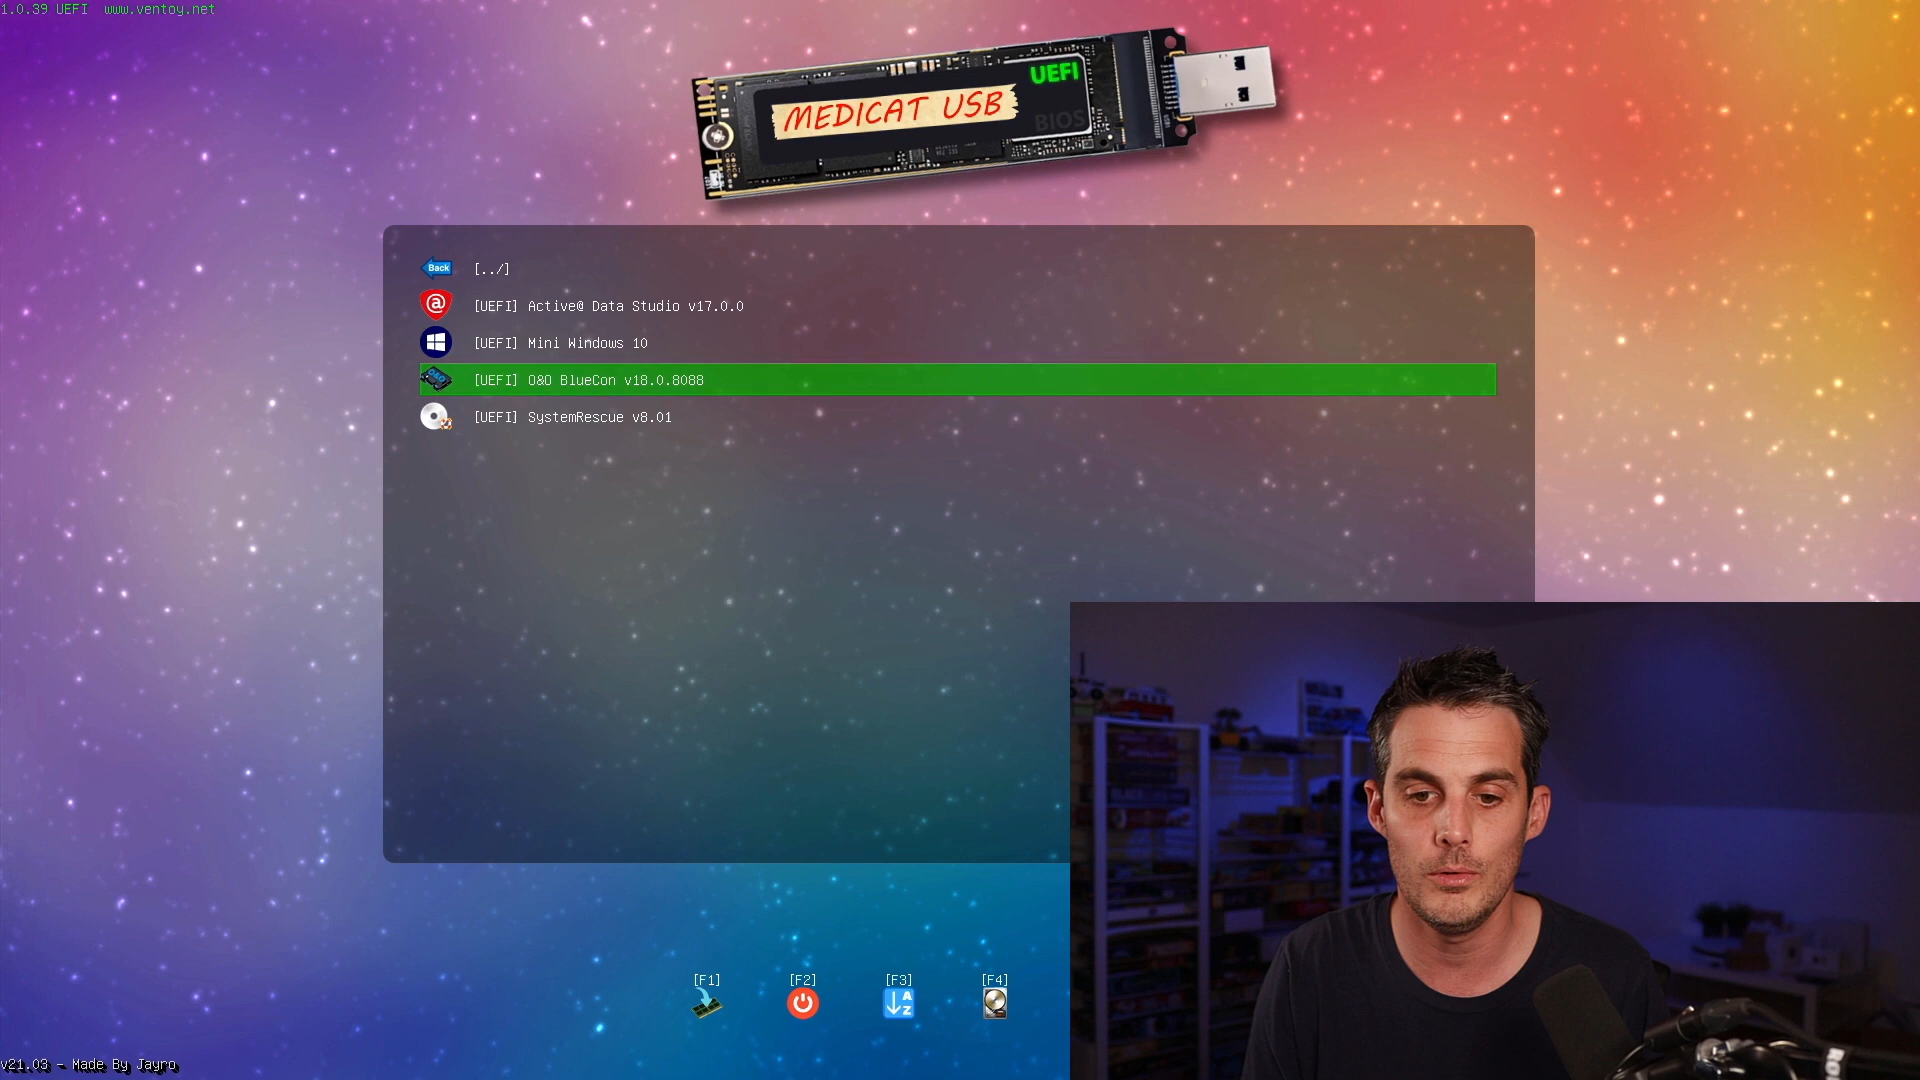 1.0.39 UEFI www.ventoy.net
UEFI
MEDICAT USB
BIOS
Back
[../]
[UEFI] Active@ Data Studio v17.0.0
[UEFI] Mini Windows 10
[UEFI] O&O BlueCon v18.0.8088
[UEFI] SystemRescue v8.01
[F1]
[F2]
[F3]
[F4]
A
Z
v21.03 - Made By Jayro